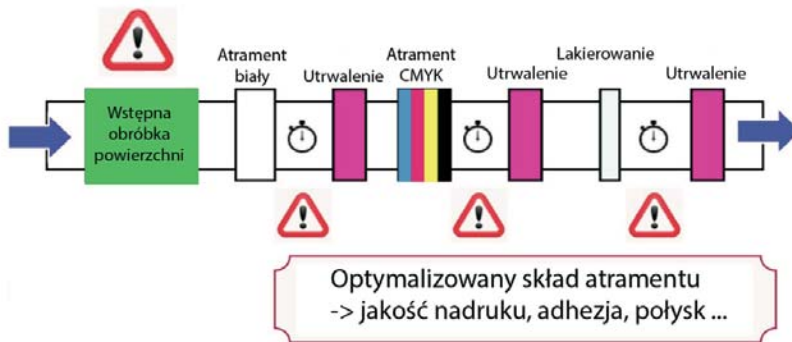 Atrament
biały
Utrwalenie
Atrament
CMYK
Utrwalenie
Lakierowanie
Utrwalenie
Wstępna
obróbka
powierzchni
Optymalizowany skład atramentu
-> jakość nadruku, adhezja, połysk ...